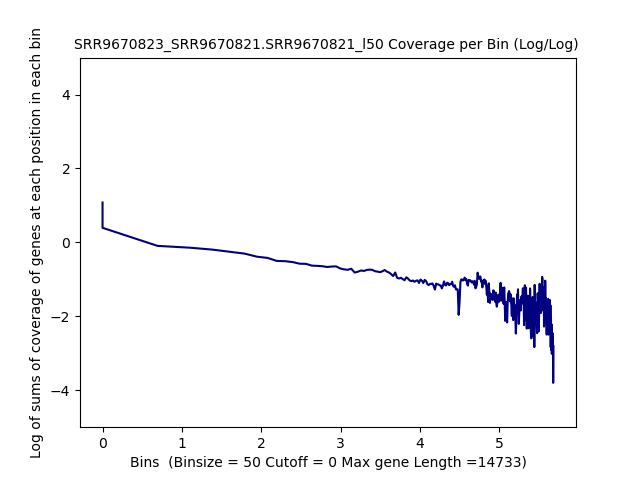 SRR9670823_SRR9670821.SRR9670821_l50 Coverage per Bin (Log/Log)
Log of sums of coverage of genes at each position in each bin
4
2
0
−2
−4
0 1 2 3 4 5
Bins  (Binsize = 50 Cutoff = 0 Max gene Length =14733)